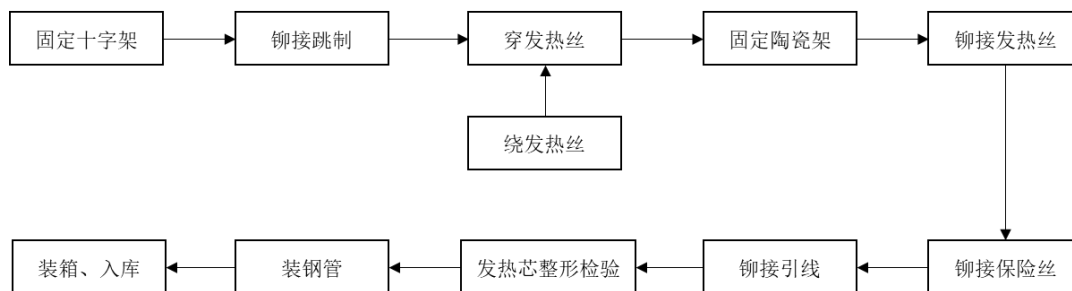 固定十字架
铆接跳制
穿发热丝
固定陶瓷架
铆接发热丝
绕发热丝
装箱、入库
装钢管
发热芯整形检验
铆接引线
铆接保险丝